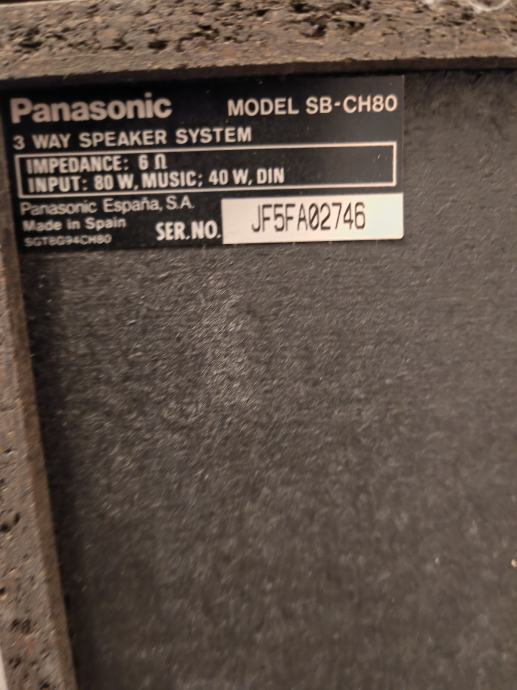 Panasonic MODEL SB-CH80
3 WAY SPEAKER SYSTEM
IMPEDANCE: 6 Ω
INPUT: 80 W, MUSIC; 40 W, DIN
Panasonic España, S.A.
Made in Spain
SGTBG94CH80
SER.NO. JF5FA02746